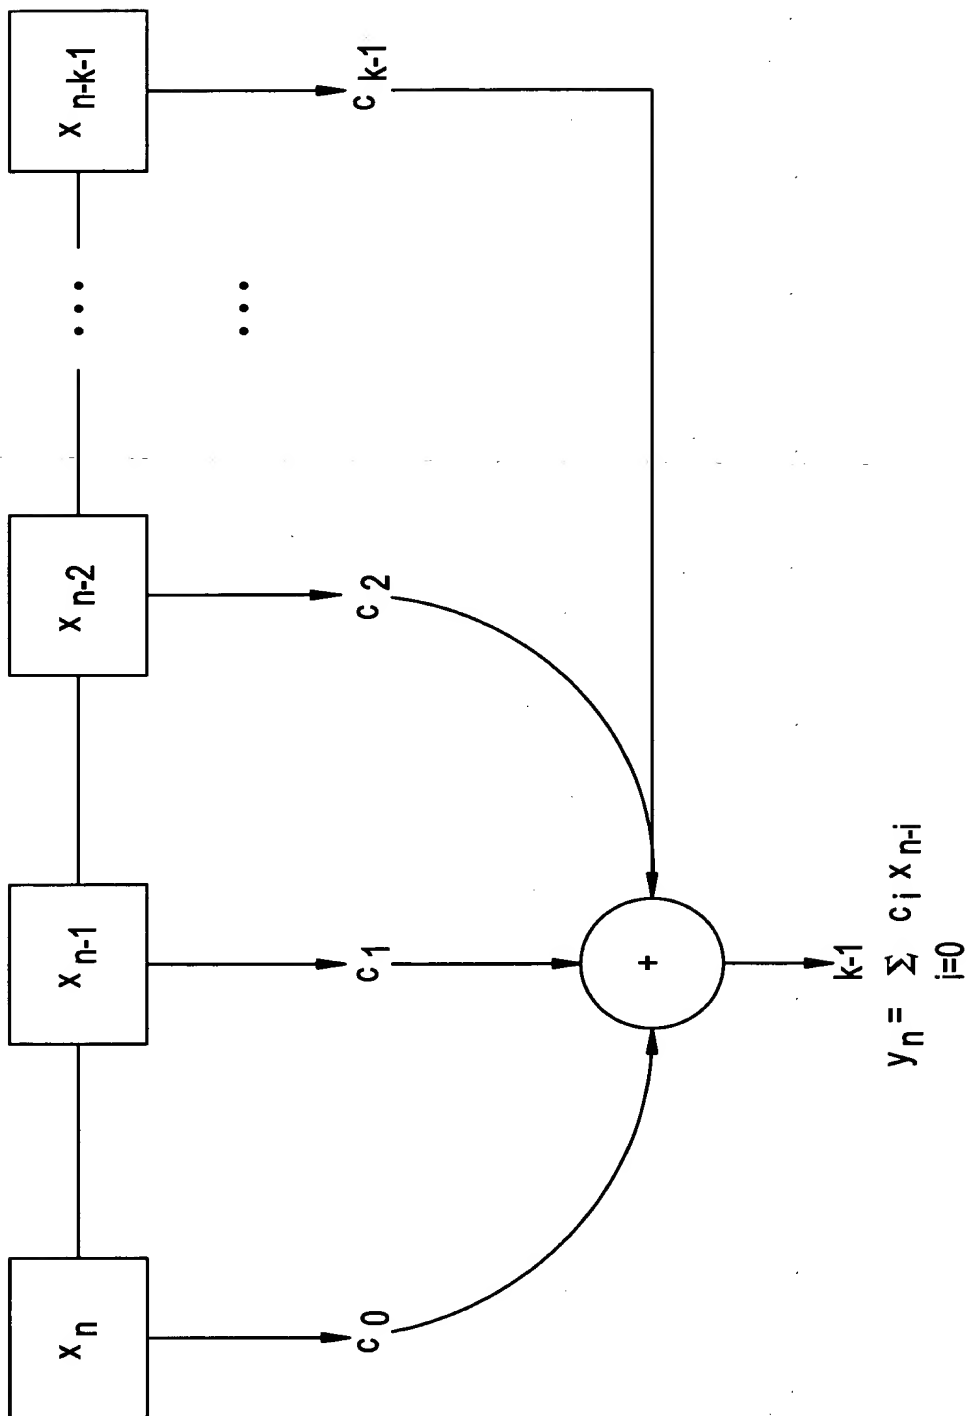 x n
x n-1
x n-2
...
x n-k-1
c 0
c 1
c 2
...
c k-1
+
k-1
y n = Σ c i x n-i
i=0